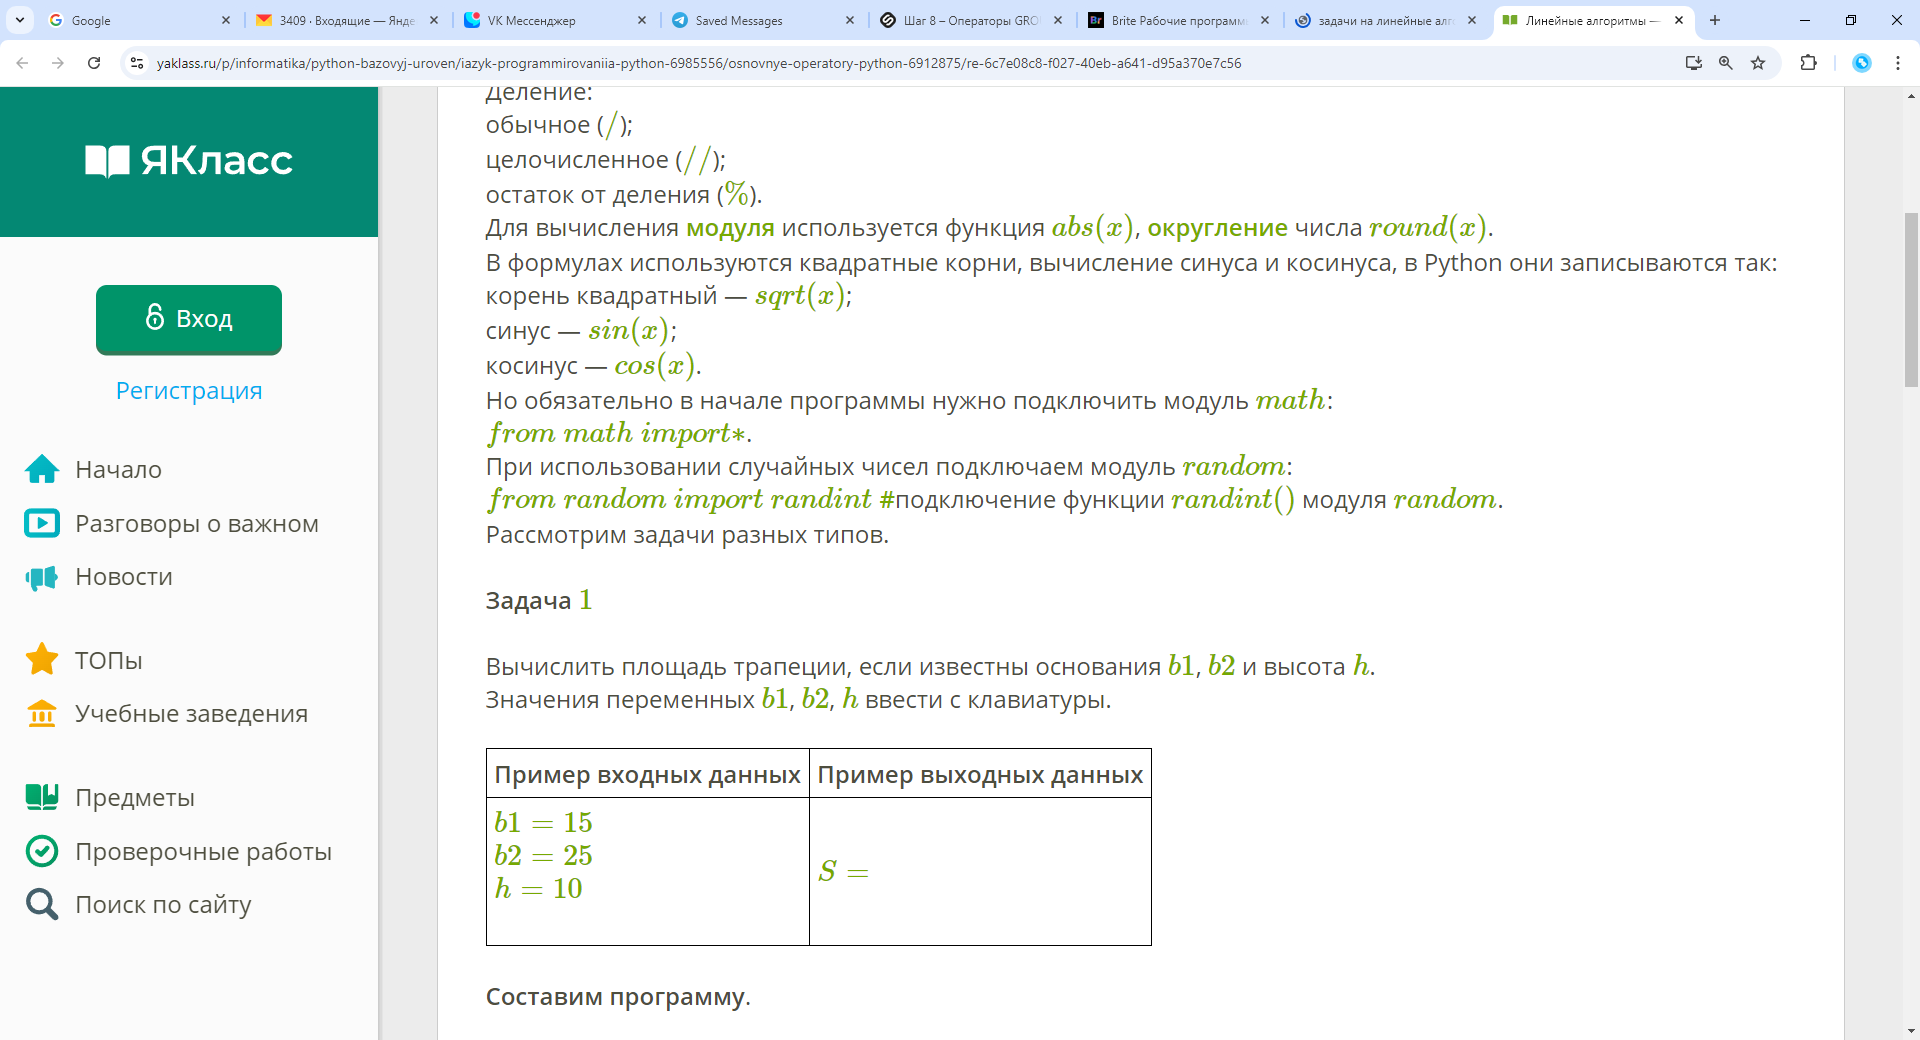 Google
3409 · Входящие — Янде
VK Мессенджер
Saved Messages
Шаг 8 – Операторы GRO
Br Brite Рабочие программ
задачи на линейные алг
Линейные алгоритмы —
yaklass.ru/p/informatika/python-bazovyj-uroven/iazyk-programmirovaniia-python-6985556/osnovnye-operatory-python-6912875/re-6c7e08c8-f027-40eb-a641-d95a370e7c56
ЯКласс
Вход
Регистрация
Начало
Разговоры о важном
Новости
ТОПы
Учебные заведения
Предметы
Проверочные работы
Поиск по сайту
Деление:
обычное (/);
целочисленное (//);
остаток от деления (%).
Для вычисления модуля используется функция abs(x), округление числа round(x).
В формулах используются квадратные корни, вычисление синуса и косинуса, в Python они записываются так:
корень квадратный — sqrt(x);
синус — sin(x);
косинус — cos(x).
Но обязательно в начале программы нужно подключить модуль math:
from math import*.
При использовании случайных чисел подключаем модуль random:
from random import randint #подключение функции randint() модуля random.
Рассмотрим задачи разных типов.
Задача 1
Вычислить площадь трапеции, если известны основания b1, b2 и высота h.
Значения переменных b1, b2, h ввести с клавиатуры.
Пример входных данных
Пример выходных данных
b1 = 15
b2 = 25
h = 10
S =
Составим программу.